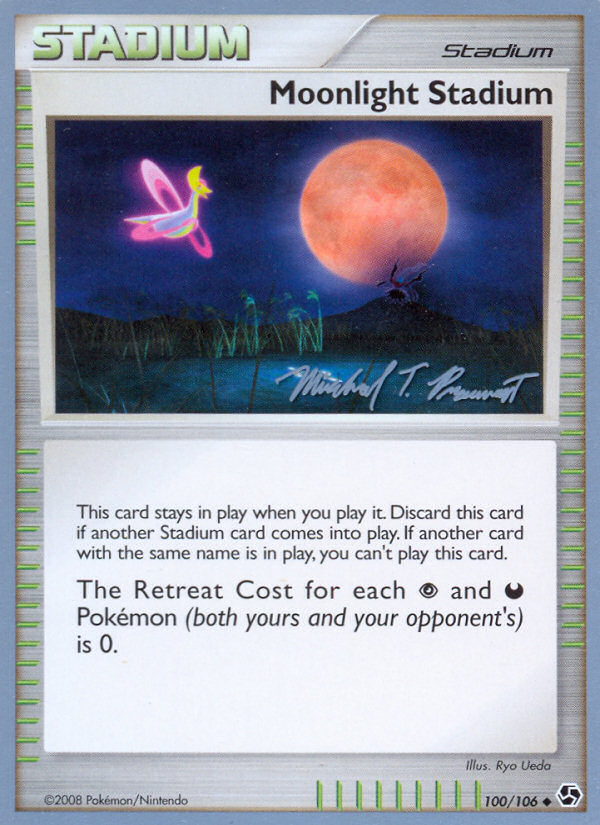 STADIUM
Stadium
Moonlight Stadium
Michael T.
This card stays in play when you play it. Discard this card
if another Stadium card comes into play. If another card
with the same name is in play, you can't play this card.
The Retreat Cost for each and
Pokémon (both yours and your opponent's)
is 0.
Illus. Ryo Ueda
©2008 Pokémon/Nintendo
100/106